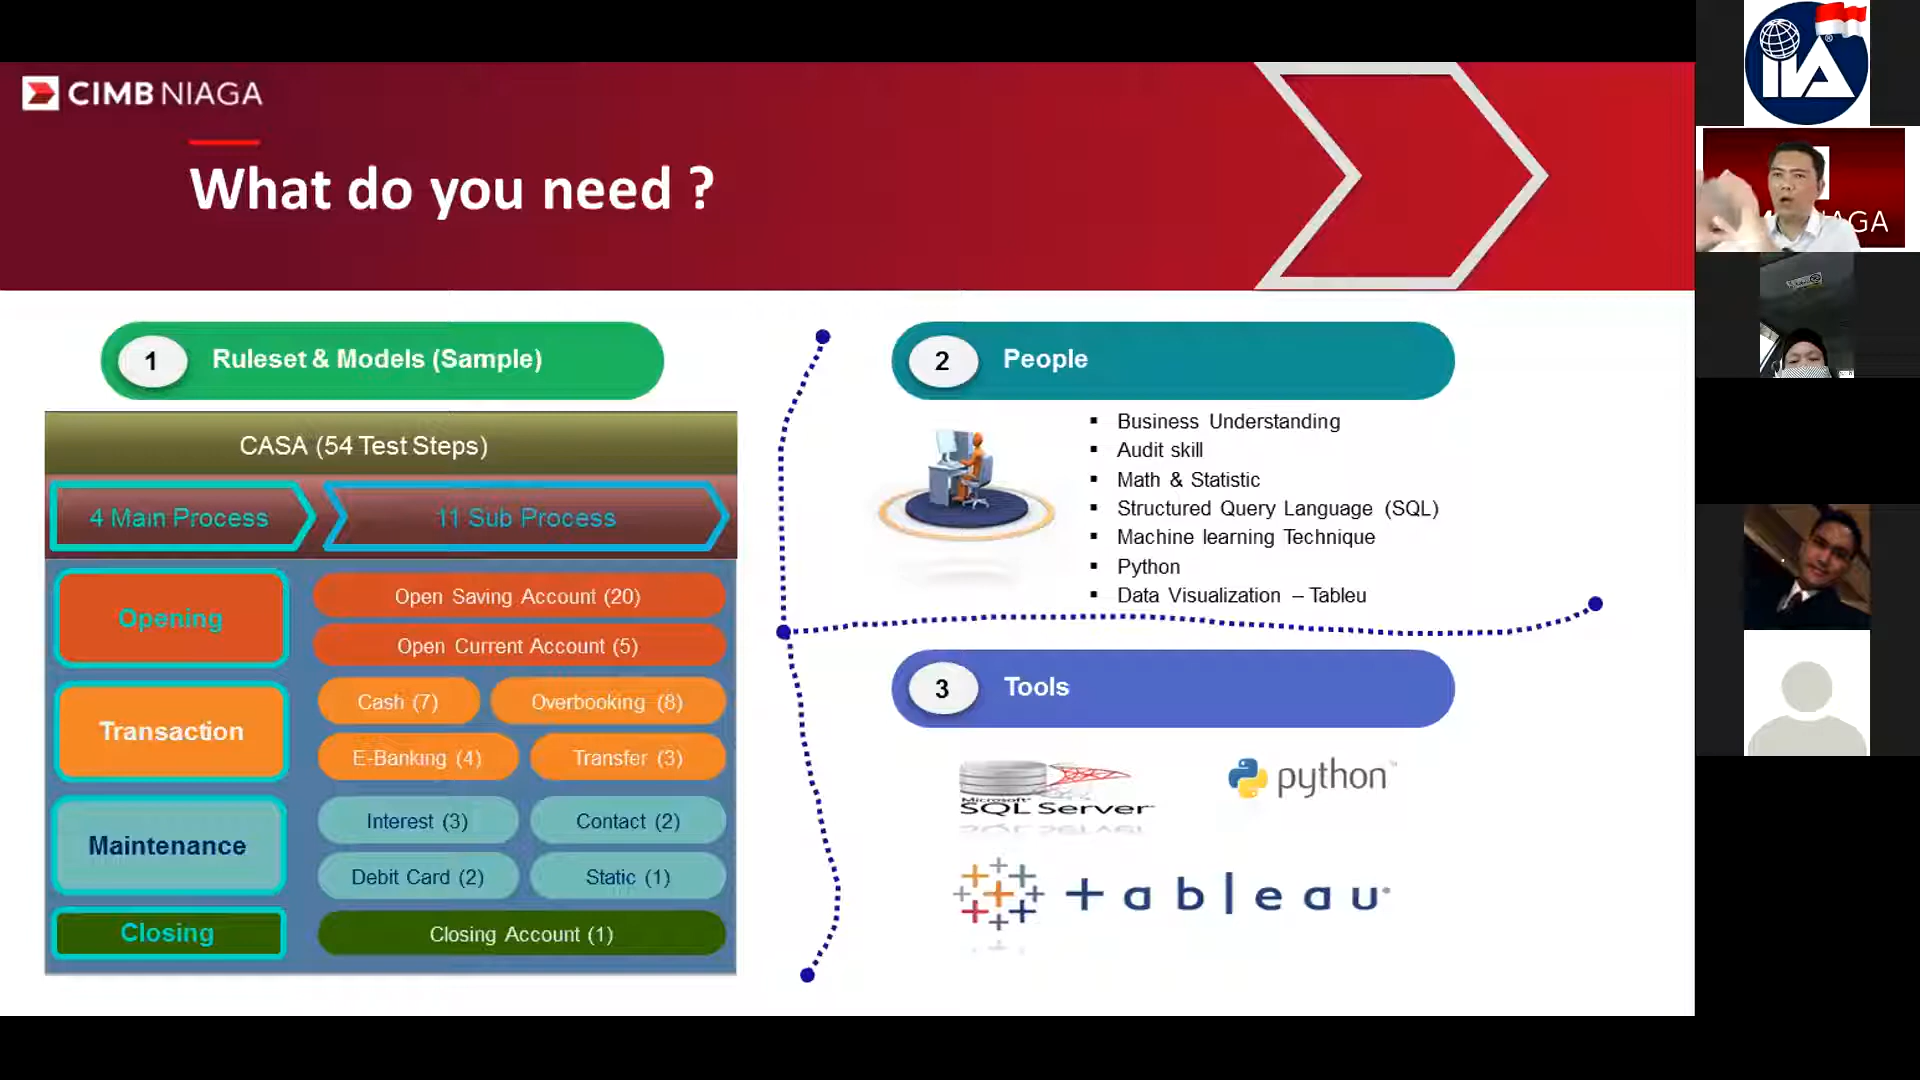 CIMB NIAGA
What do you need ?
1
Ruleset & Models (Sample)
CASA (54 Test Steps)
4 Main Process
11 Sub Process
Opening
Open Saving Account (20)
Open Current Account (5)
Transaction
Cash (7)
Overbooking (8)
E-Banking (4)
Transfer (3)
Maintenance
Interest (3)
Contact (2)
Debit Card (2)
Static (1)
Closing
Closing Account (1)
2
People
Business Understanding
Audit skill
Math & Statistic
Structured Query Language (SQL)
Machine learning Technique
Python
Data Visualization – Tableu
3
Tools
Microsoft
SQL Server
python
tableau
IIA
AGA